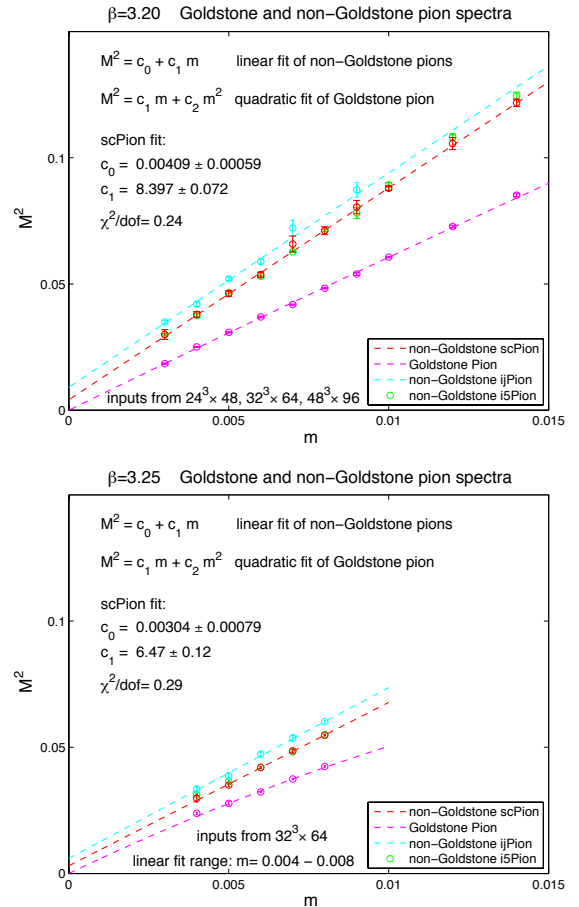 β=3.20 Goldstone and non−Goldstone pion spectra
M² = c₀ + c₁ m linear fit of non−Goldstone pions
M² = c₁ m + c₂ m² quadratic fit of Goldstone pion
scPion fit:
c₀ = 0.00409 ± 0.00059
c₁ = 8.397 ± 0.072
χ²/dof= 0.24
0.1
0.05
0
M²
non−Goldstone scPion
Goldstone Pion
non−Goldstone ijPion
non−Goldstone i5Pion
inputs from 24³× 48, 32³× 64, 48³× 96
0 0.005 0.01 0.015
m
β=3.25 Goldstone and non−Goldstone pion spectra
M² = c₀ + c₁ m linear fit of non−Goldstone pions
M² = c₁ m + c₂ m² quadratic fit of Goldstone pion
scPion fit:
c₀ = 0.00304 ± 0.00079
c₁ = 6.47 ± 0.12
χ²/dof= 0.29
0.1
0.05
0
M²
inputs from 32³× 64
linear fit range: m= 0.004 − 0.008
non−Goldstone scPion
Goldstone Pion
non−Goldstone ijPion
non−Goldstone i5Pion
0 0.005 0.01 0.015
m